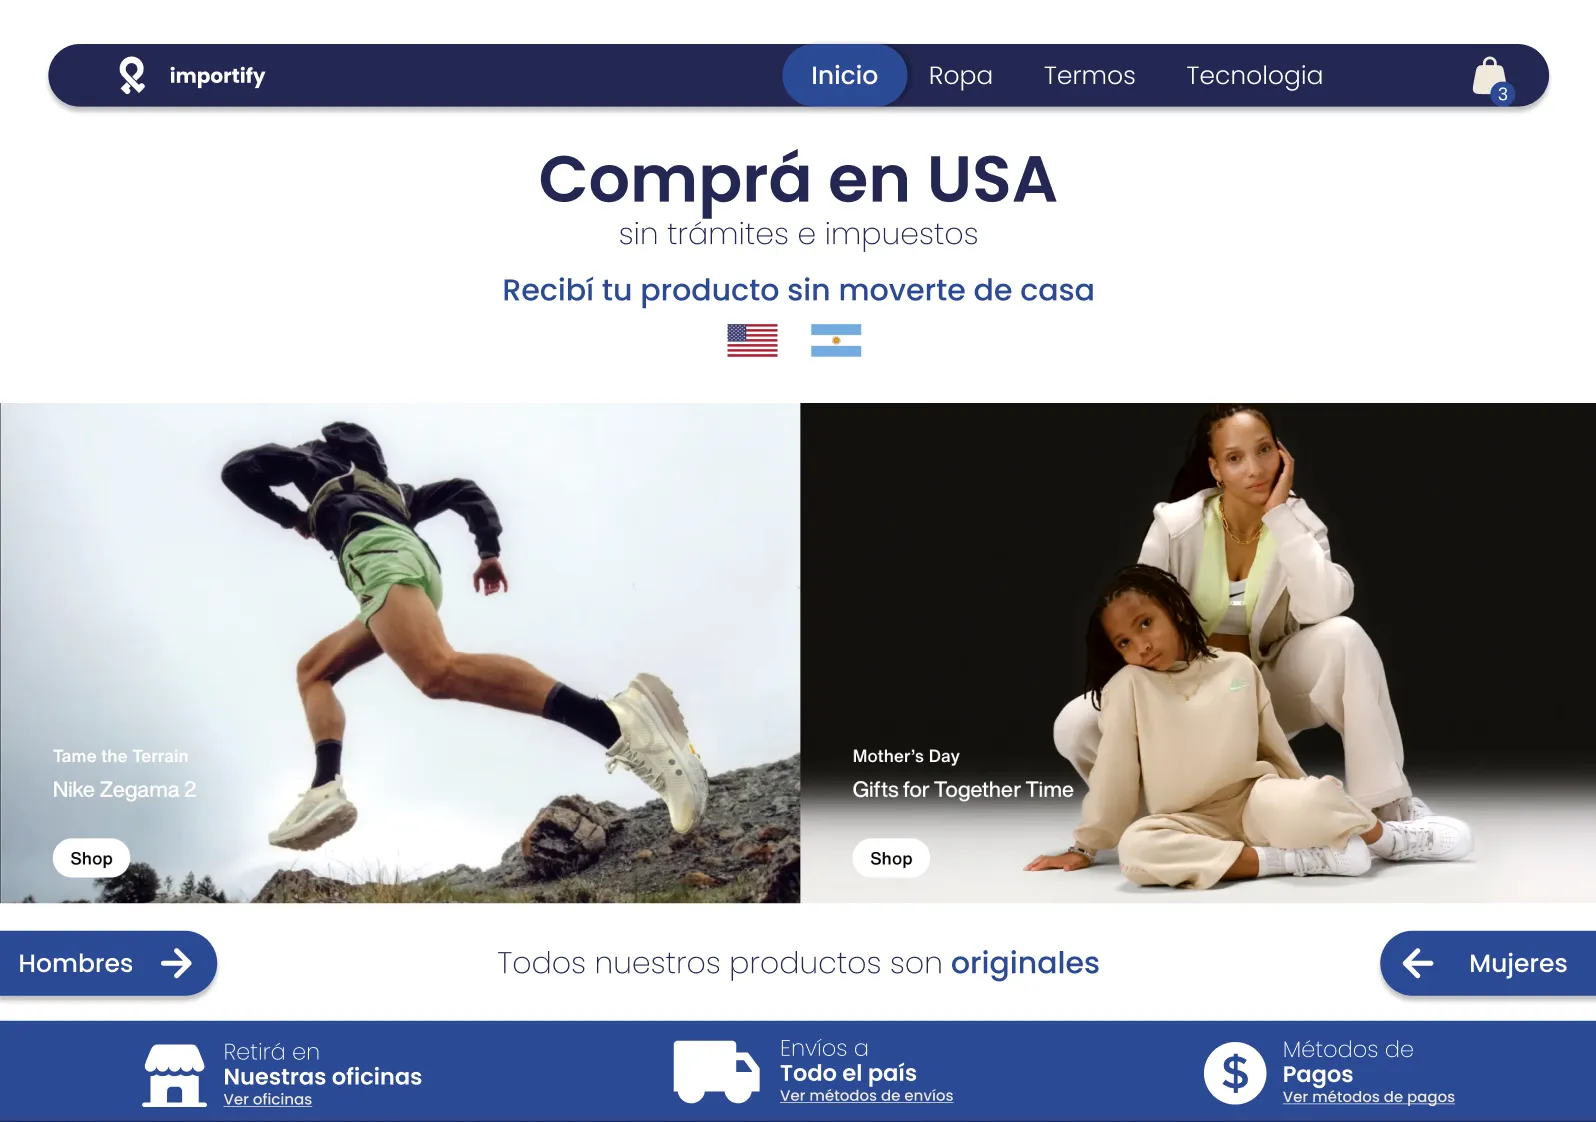 importify
Inicio
Ropa
Termos
Tecnologia
3
Comprá en USA
sin trámites e impuestos
Recibí tu producto sin moverte de casa
Tame the Terrain
Nike Zegama 2
Shop
Mother's Day
Gifts for Together Time
Shop
Hombres
Todos nuestros productos son originales
Mujeres
Retirá en
Nuestras oficinas
Ver oficinas
Envíos a
Todo el país
Ver métodos de envíos
$
Métodos de
Pagos
Ver métodos de pagos